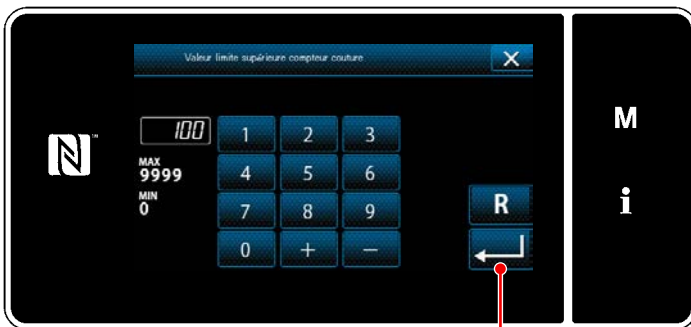 Valeur limite supérieure compteur couture
X
100
MAX
9999
MIN
0
1 2 3
4 5 6
7 8 9
0 + −
R
N
M
i